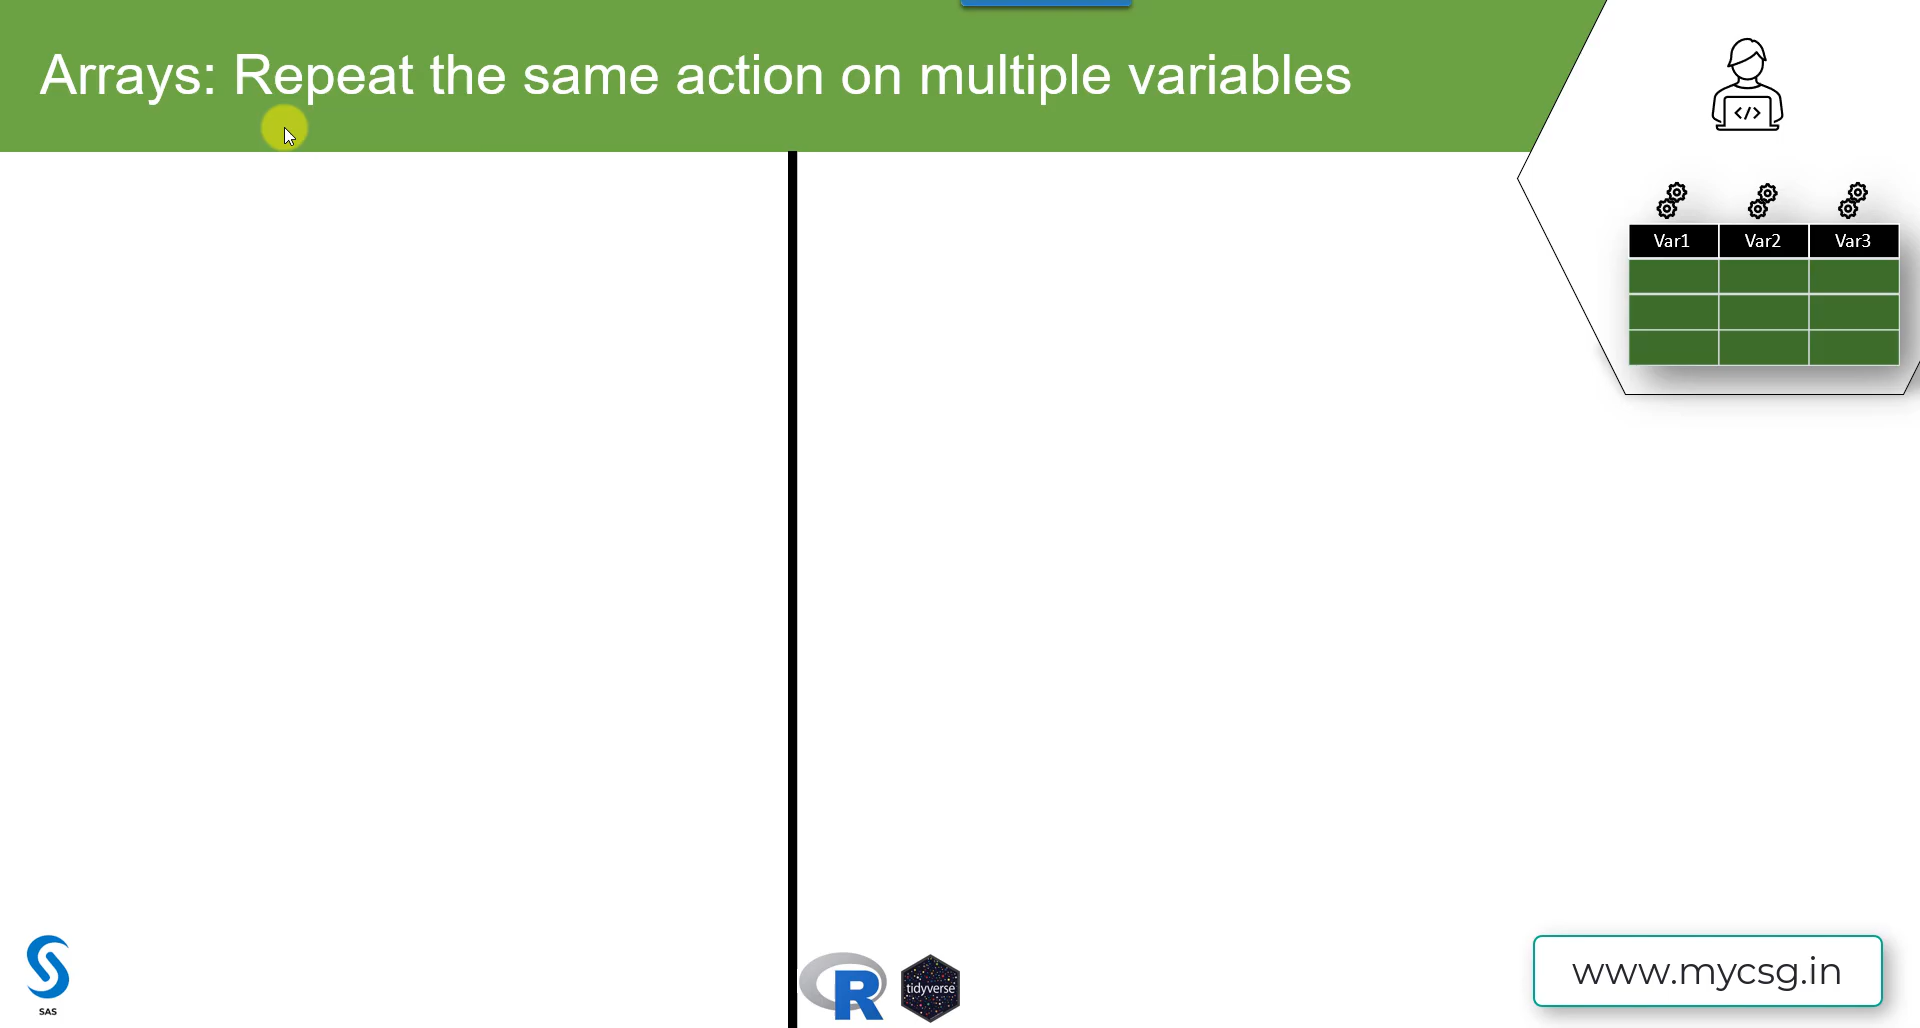 Arrays: Repeat the same action on multiple variables
</>
Var1 Var2 Var3
SAS
R
tidyverse
www.mycsg.in